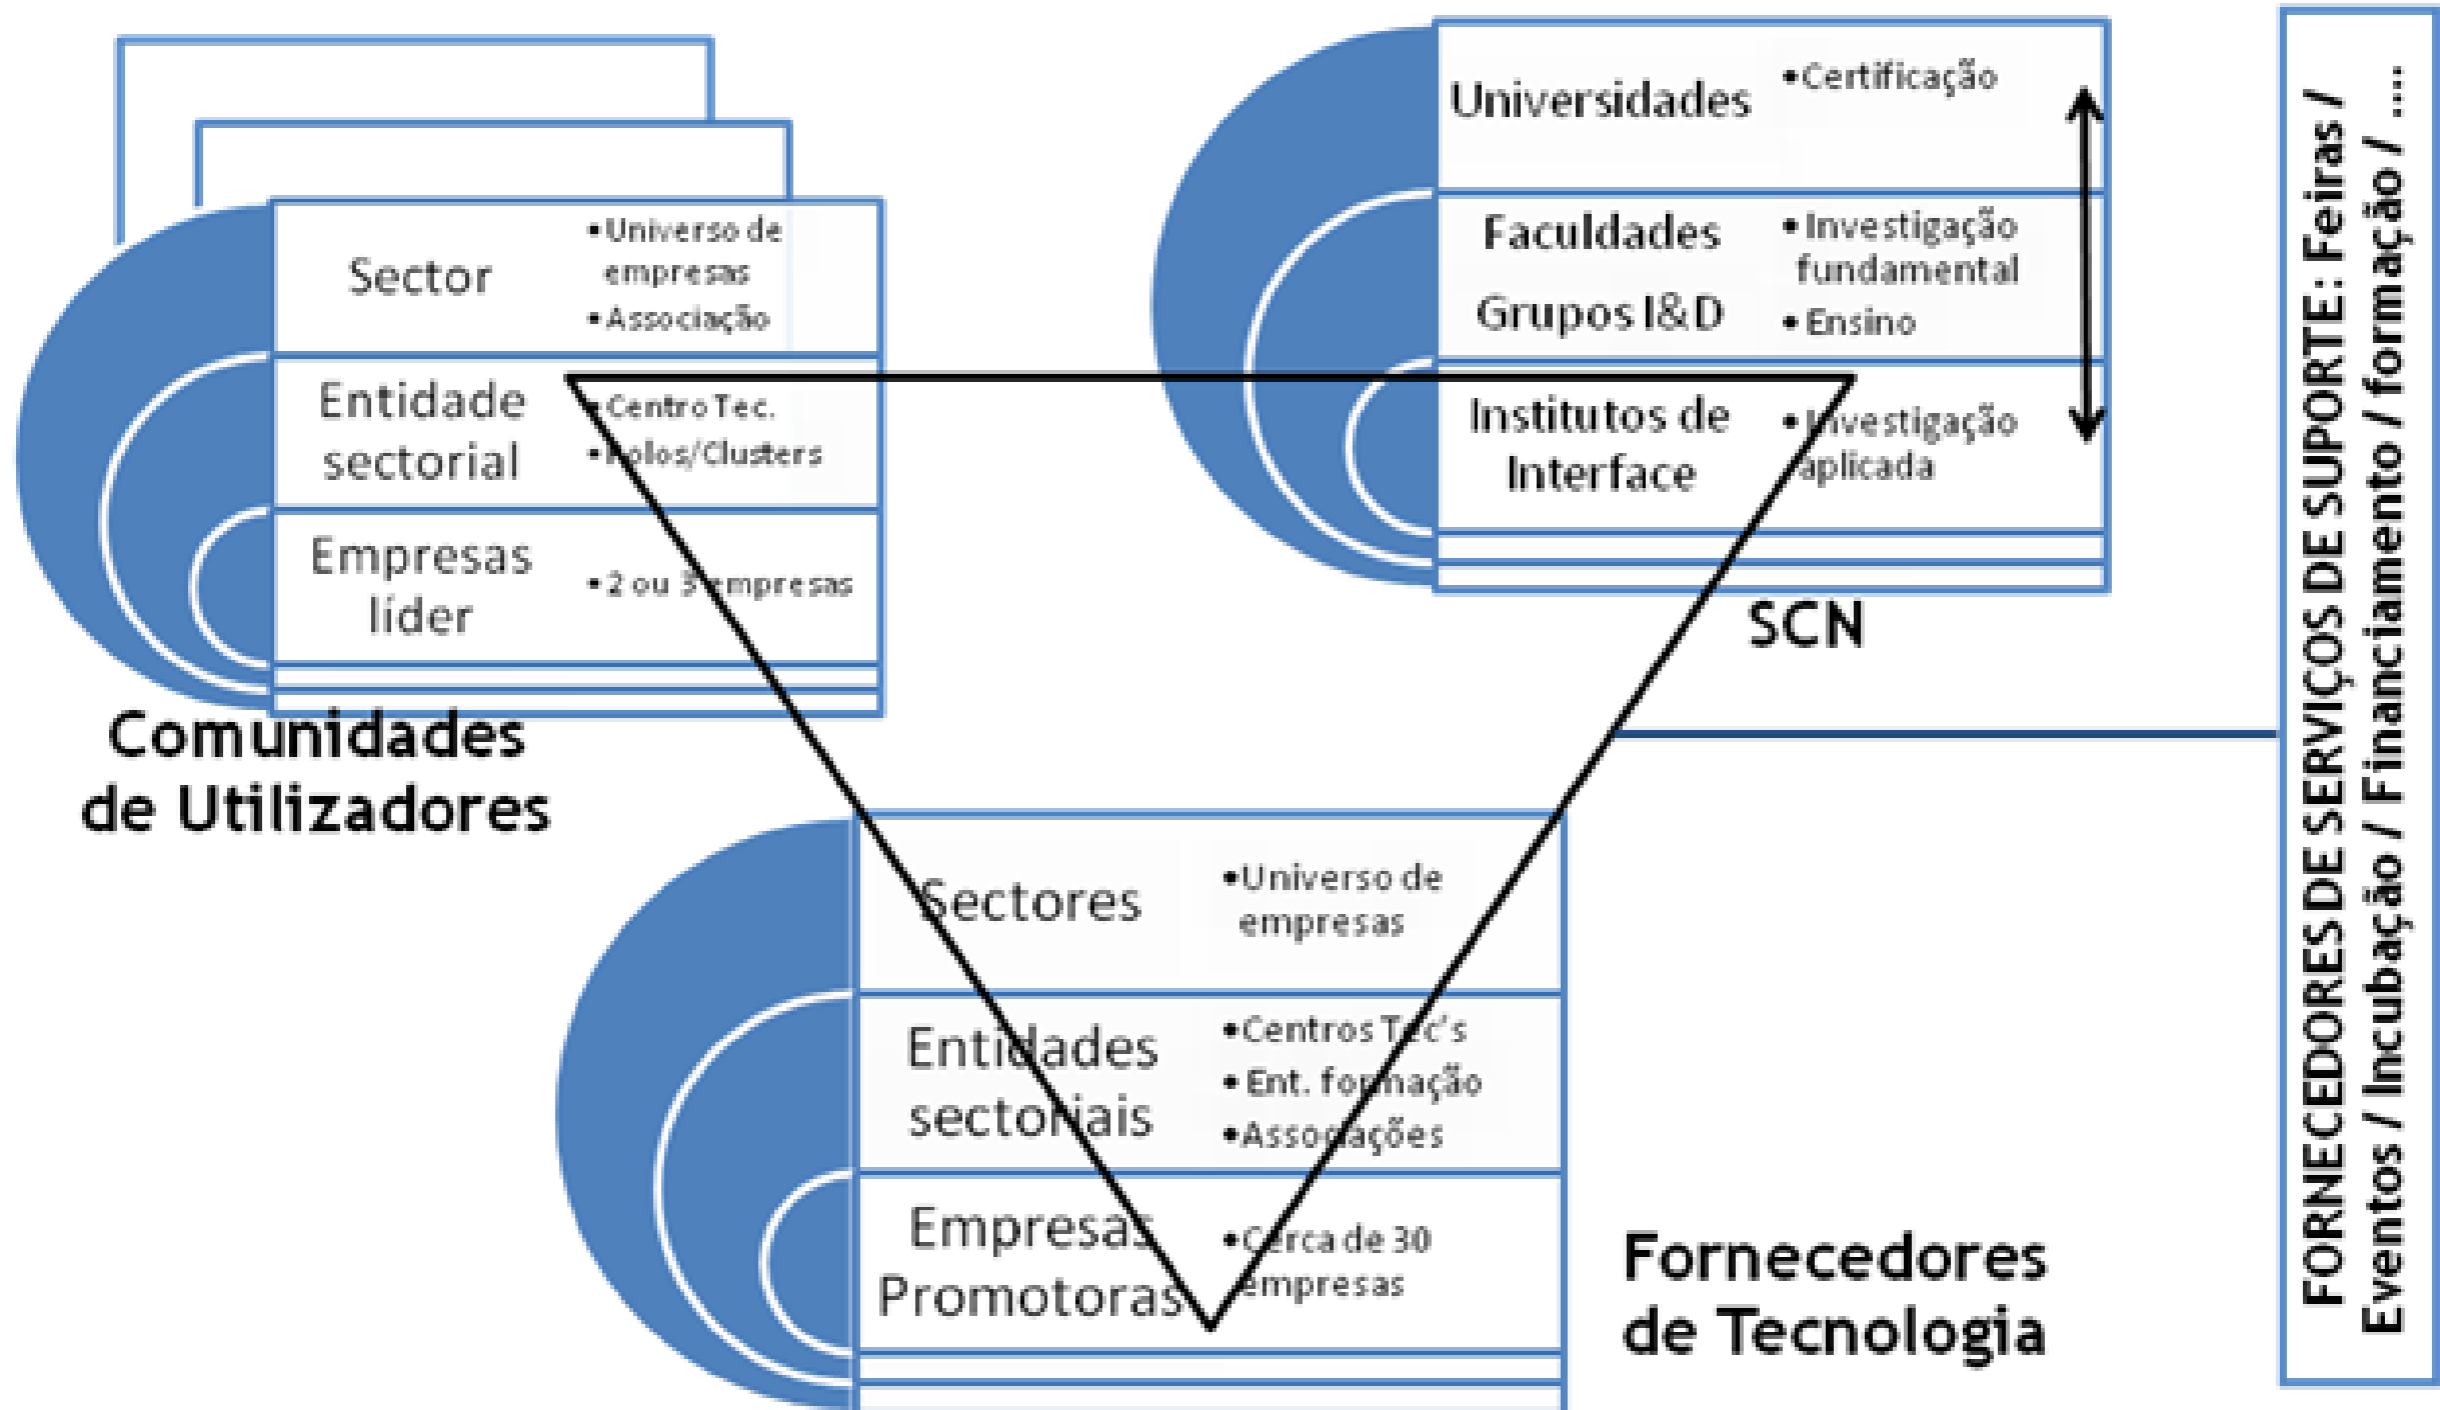 Sector
•Universo de
empresas
•Associação
Entidade
sectorial
•Centro Tec.
•Polos/Clusters
Empresas
líder
•2 ou 3 empresas
Comunidades
de Utilizadores
Universidades
•Certificação
Faculdades
Grupos I&D
•Investigação
fundamental
•Ensino
Institutos de
Interface
•Investigação
aplicada
SCN
Sectores
•Universo de
empresas
Entidades
sectoriais
•Centros Tec's
•Ent. formação
•Associações
Empresas
Promotoras
•Cerca de 30
empresas
Fornecedores
de Tecnologia
FORNECEDORES DE SERVIÇOS DE SUPORTE: Feiras /
Eventos / Incubação / Financiamento / formação / ....